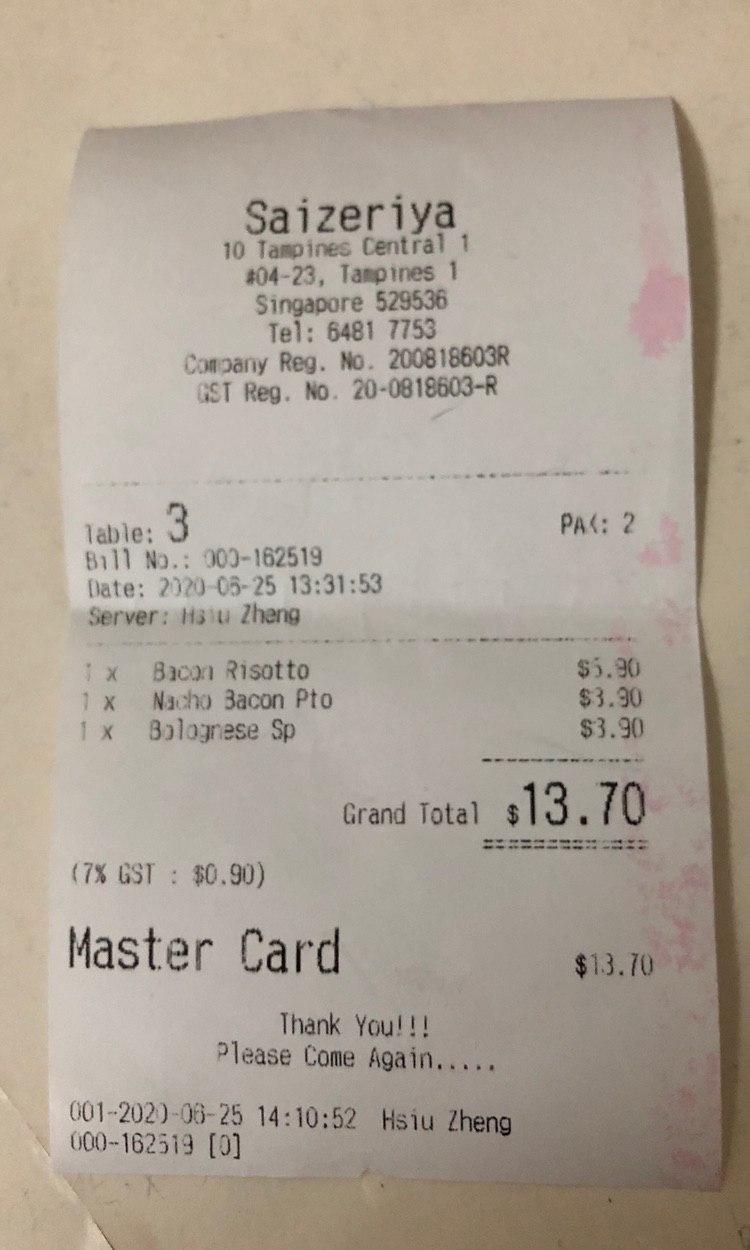 Saizeriya
10 Tampines Central 1
#04-23, Tampines 1
Singapore 529536
Tel: 6481 7753
Company Reg. No. 200818603R
GST Reg. No. 20-0818603-R
Table: 3 PAX: 2
Bill No.: 000-162519
Date: 2020-06-25 13:31:53
Server: Hsiu Zheng
1 x Bacon Risotto $5.90
1 x Nacho Bacon Pto $3.90
1 x Bolognese Sp $3.90
Grand Total $13.70
(7% GST : $0.90)
Master Card $13.70
Thank You!!!
Please Come Again.....
001-2020-06-25 14:10:52 Hsiu Zheng
000-162519 [0]